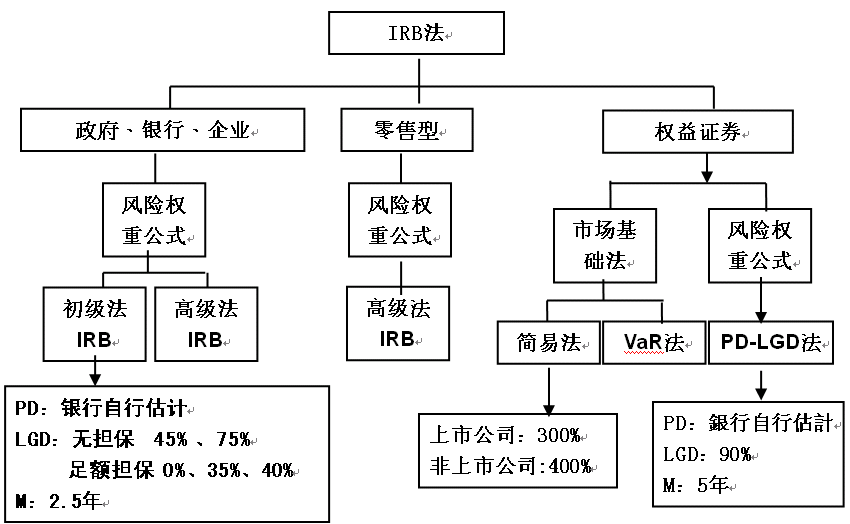 IRB法
政府、银行、企业
零售型
权益证券
风险权
重公式
风险权
重公式
市场基
础法
风险权
重公式
初级法
IRB
高级法
IRB
高级法
IRB
简易法
VaR法
PD-LGD法
PD：银行自行估计
LGD：无担保 45%、75%
足额担保 0%、35%、40%
M：2.5年
上市公司：300%
非上市公司:400%
PD：銀行自行估計
LGD：90%
M：5年